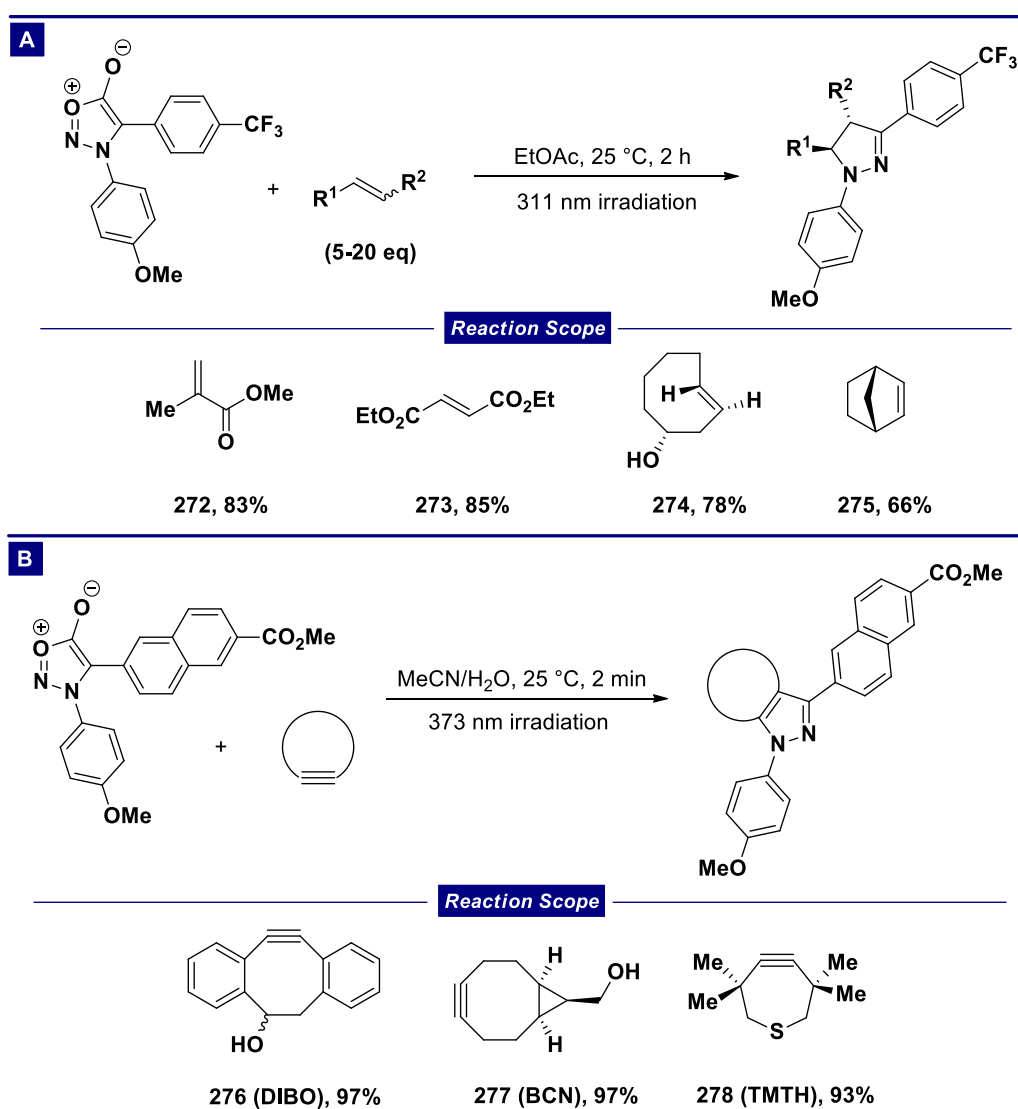 A
O
⊖
⊕
O
N
N
CF3
OMe
+
R1
R2
(5-20 eq)
EtOAc, 25 °C, 2 h
311 nm irradiation
CF3
R2
R1
N
N
MeO
Reaction Scope
Me
OMe
O
EtO2C
CO2Et
H
H
HO
272, 83%
273, 85%
274, 78%
275, 66%
B
O
⊖
⊕
O
N
N
CO2Me
OMe
+
MeCN/H2O, 25 °C, 2 min
373 nm irradiation
CO2Me
N
N
MeO
Reaction Scope
HO
H
OH
H
Me
Me
Me
Me
S
276 (DIBO), 97%
277 (BCN), 97%
278 (TMTH), 93%